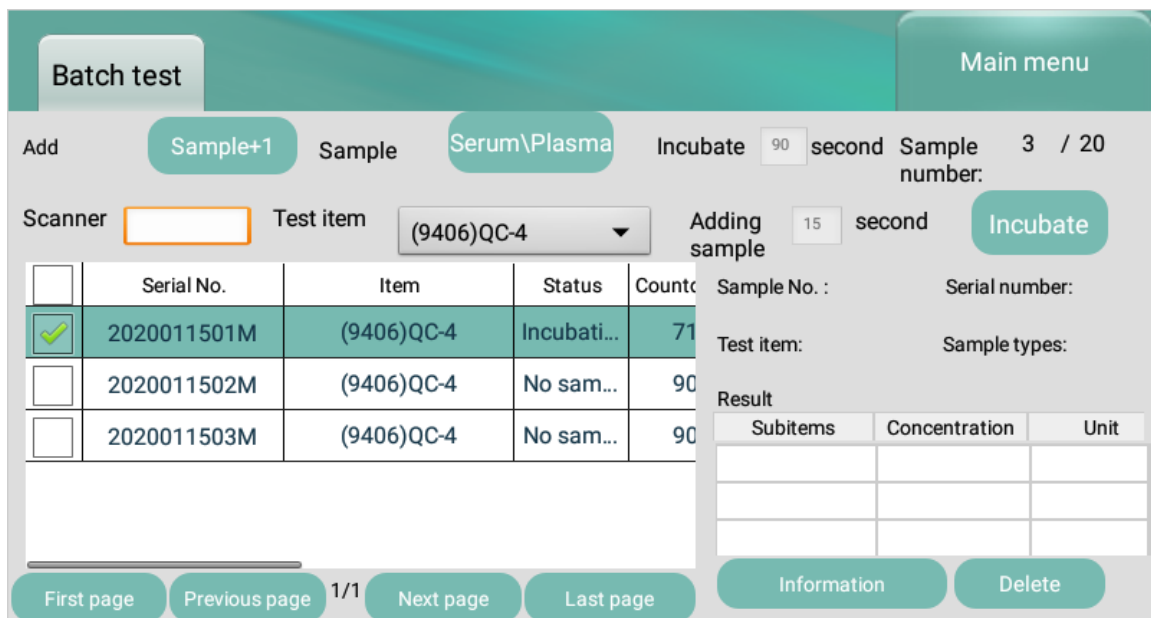 Batch test
Main menu
Add Sample+1 Sample Serum\Plasma Incubate 90 second Sample number: 3 / 20
Scanner Test item (9406)QC-4 Adding sample 15 second Incubate
Serial No. Item Status Countd
2020011501M (9406)QC-4 Incubati... 71
2020011502M (9406)QC-4 No sam... 90
2020011503M (9406)QC-4 No sam... 90
Sample No. : Serial number:
Test item: Sample types:
Result
Subitems Concentration Unit
First page Previous page 1/1 Next page Last page
Information Delete